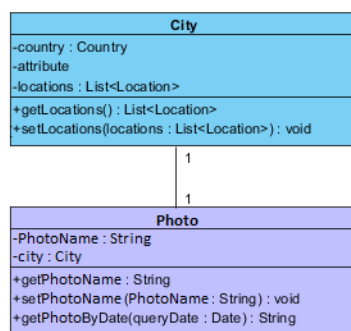 City
-country : Country
-attribute
-locations : List<Location>
+getLocations() : List<Location>
+setLocations(locations : List<Location>) : void
1
1
Photo
-PhotoName : String
-city : City
+getPhotoName : String
+setPhotoName (PhotoName : String) : void
+getPhotoByDate(queryDate : Date) : String